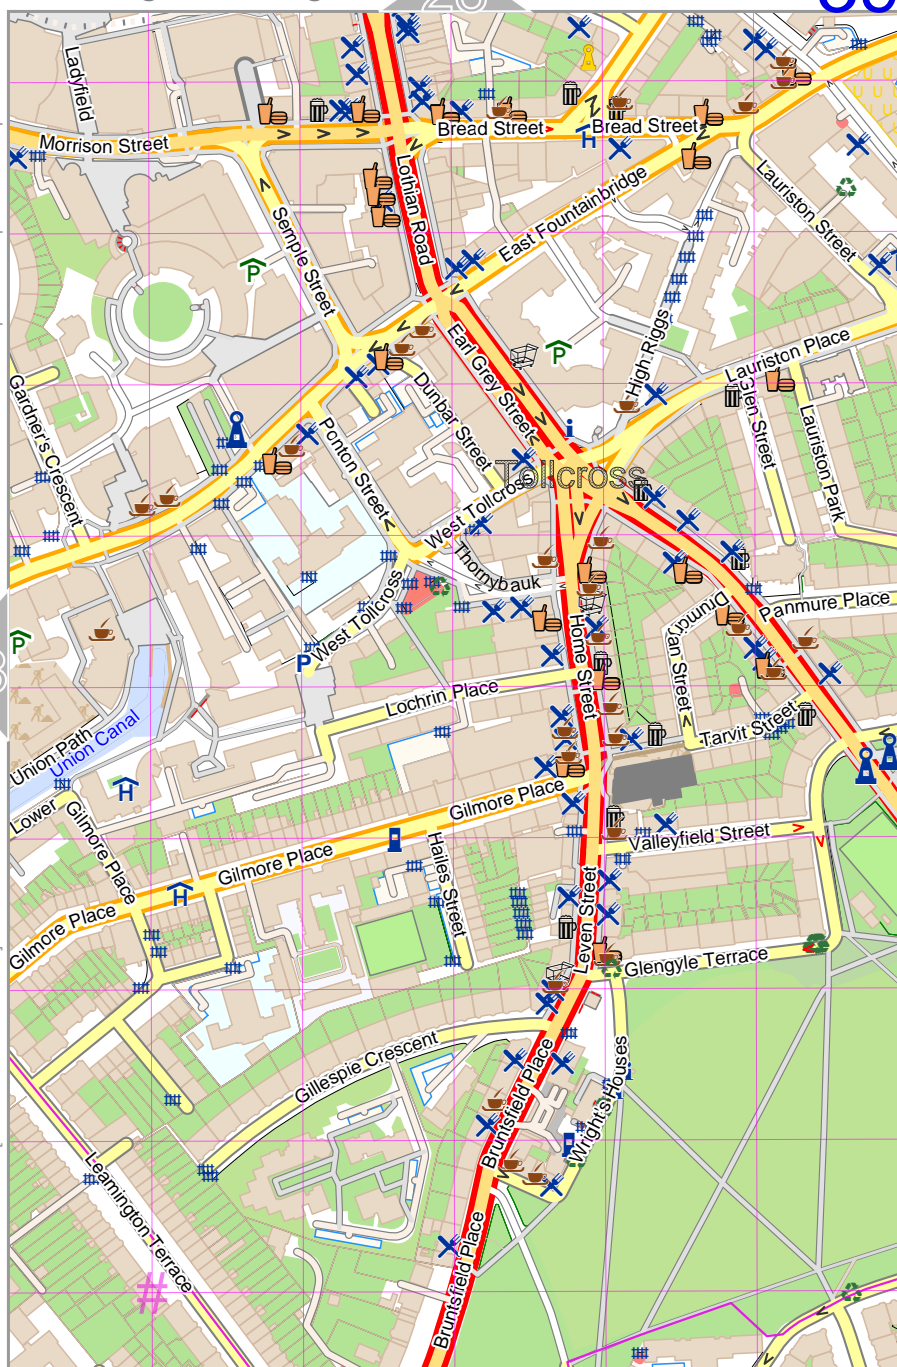 28
Ladyfield
Morrison Street
Bread Street
Bread Street
H
Lothian Road
East Fountainbridge
Lauriston Street
Semple Street
P
Earl Grey Street
P
High Riggs
Lauriston Place
Gardner's Crescent
Dunbar Street
Glen Street
Lauriston Park
Ponton Street
i
Tollcross
West Tollcross
Thornybauk
West Tollcross
P
P
Home Street
Drumdryan Street
Panmure Place
Lochrin Place
Tarvit Street
Union Path
Union Canal
H
Lower
Gilmore Place
Gilmore Place
Valleyfield Street
Hailes Street
Gilmore Place
H
Gilmore Place
Leven Street
Glengyle Terrace
Gillespie Crescent
Bruntsfield Place
Wright's Houses
Leamington Terrace
Bruntsfield Place
#